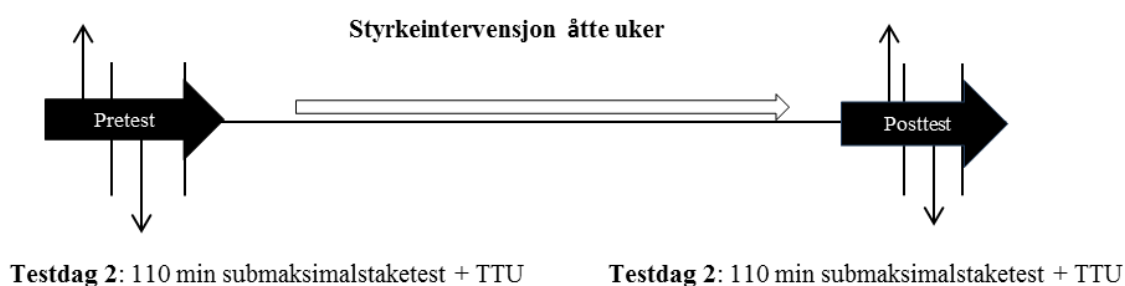 Styrkeintervensjon åtte uker
Pretest
Posttest
Testdag 2: 110 min submaksimalstaketest + TTU
Testdag 2: 110 min submaksimalstaketest + TTU